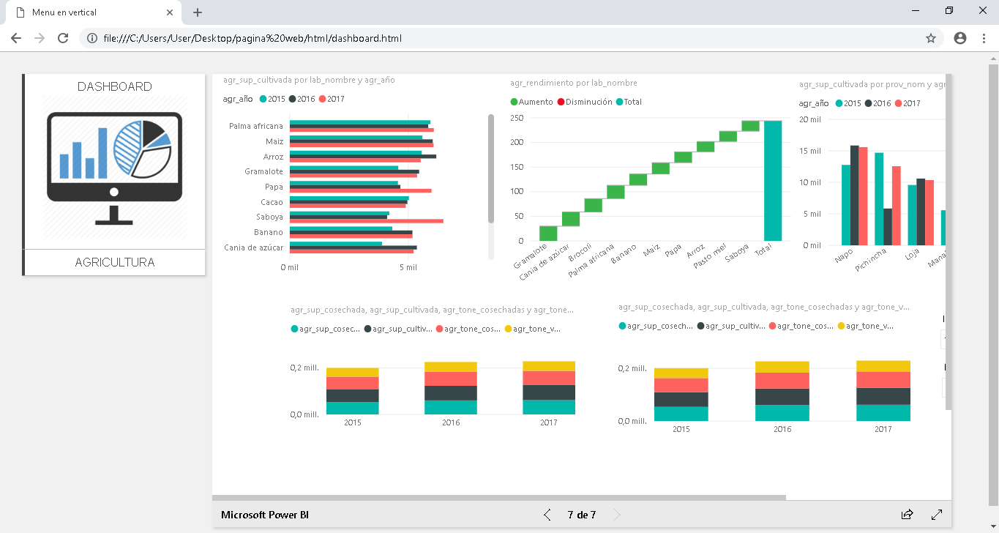 Menu en vertical
file:///C:/Users/User/Desktop/pagina%20web/html/dashboard.html
DASHBOARD
AGRICULTURA
agr_sup_cultivada por lab_nombre y agr_año
agr_año 2015 2016 2017
Palma africana
Maiz
Arroz
Gramalote
Papa
Cacao
Saboya
Banano
Cania de azúcar
0 mil 5 mil
agr_rendimiento por lab_nombre
Aumento Disminución Total
250
200
150
100
50
0
Gramalote
Cania de azúcar
Brocoli
Palma africana
Banano
Maiz
Papa
Arroz
Pasto miel
Saboya
Total
agr_sup_cultivada por prov_nom y agr
agr_año 2015 2016 2017
20 mil
15 mil
10 mil
5 mil
0 mil
Napo
Pichincha
Loja
Mana
agr_sup_cosechada, agr_sup_cultivada, agr_tone_cosechadas y agr_tone...
agr_sup_cosec... agr_sup_cultiv... agr_tone_cos... agr_tone_v...
0,2 mill.
0,0 mill.
2015 2016 2017
agr_sup_cosechada, agr_sup_cultivada, agr_tone_cosechadas y agr_tone_v...
agr_sup_cosech... agr_sup_cultiv... agr_tone_cos... agr_tone_v...
0,2 mill.
0,0 mill.
2015 2016 2017
Microsoft Power BI
7 de 7